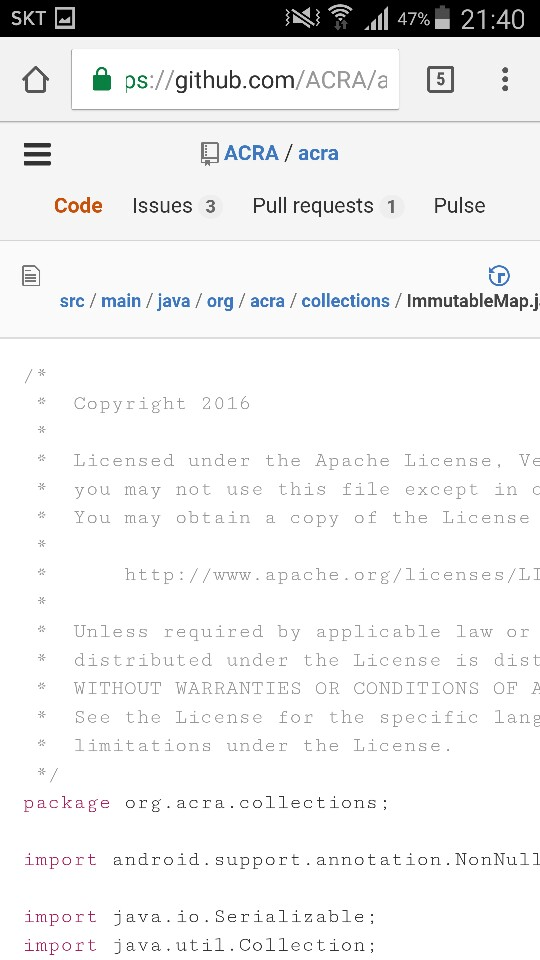 SKT 47% 21:40
ps://github.com/ACRA/a 5
ACRA / acra
Code Issues 3 Pull requests 1 Pulse
src / main / java / org / acra / collections / ImmutableMap.j
/*
* Copyright 2016
*
* Licensed under the Apache License, Ve
* you may not use this file except in c
* You may obtain a copy of the License
*
* http://www.apache.org/licenses/LI
*
* Unless required by applicable law or
* distributed under the License is dist
* WITHOUT WARRANTIES OR CONDITIONS OF A
* See the License for the specific lang
* limitations under the License.
*/
package org.acra.collections;
import android.support.annotation.NonNull
import java.io.Serializable;
import java.util.Collection;